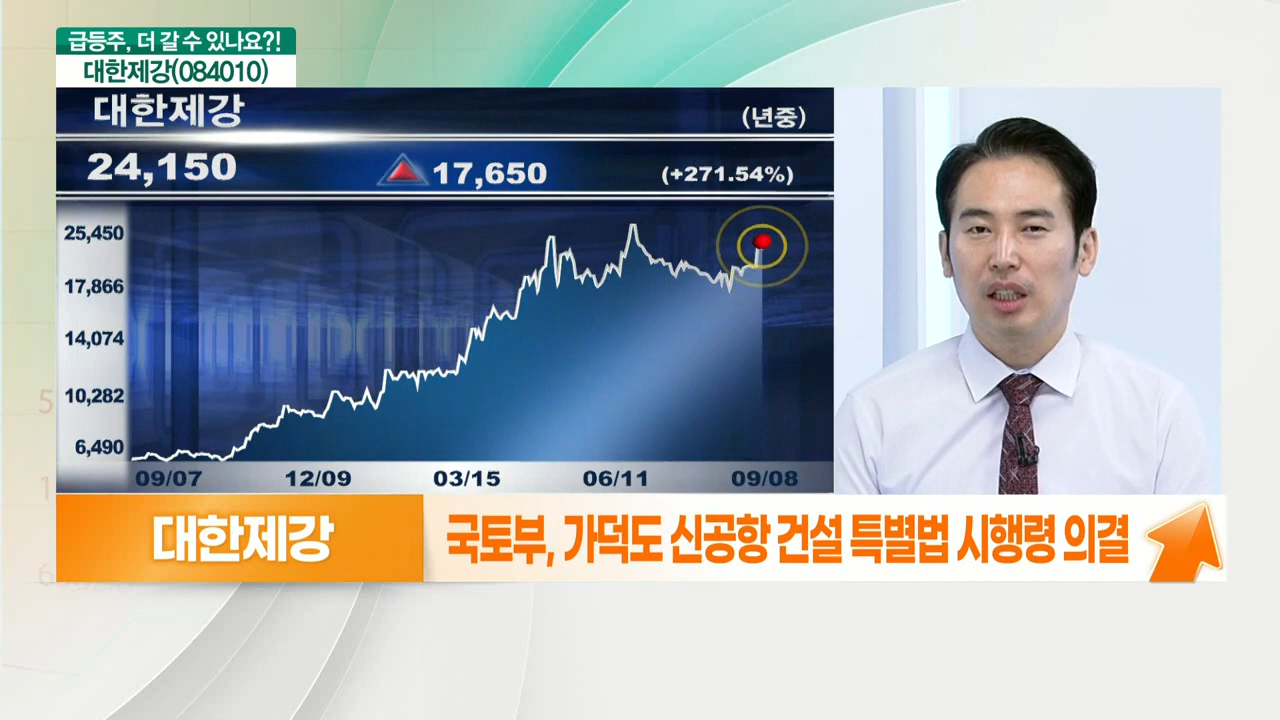 급등주, 더 갈 수 있나요?!
대한제강(084010)
대한제강 (년중)
24,150 17,650 (+271.54%)
25,450
17,866
14,074
10,282
6,490
09/07 12/09 03/15 06/11 09/08
대한제강
국토부, 가덕도 신공항 건설 특별법 시행령 의결